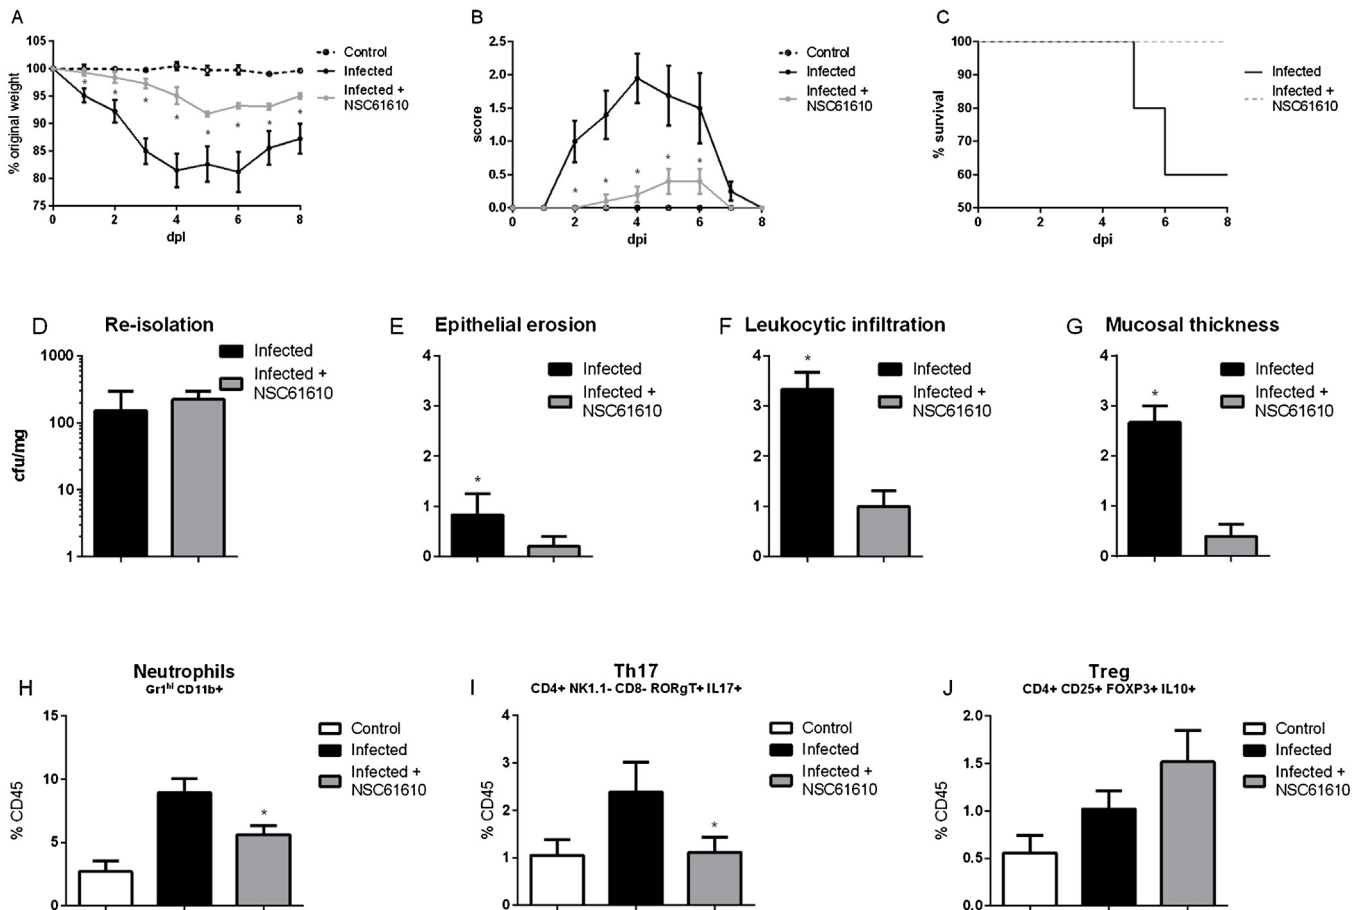 A
105
100
95
90
85
80
75
% original weight
0 2 4 6 8
dpI
* * * * * * * *
Control
Infected
Infected +
NSC61610
B
2.5
2.0
1.5
1.0
0.5
0.0
score
0 2 4 6 8
dpi
* * * * *
Control
Infected
Infected +
NSC61610
C
100
90
80
70
60
50
% survival
0 2 4 6 8
dpi
Infected
Infected +
NSC61610
D Re-isolation
1000
100
10
1
cfu/mg
Infected
Infected +
NSC61610
E Epithelial erosion
4
3
2
1
0
*
Infected
Infected +
NSC61610
F Leukocytic infiltration
4
3
2
1
0
*
Infected
Infected +
NSC61610
G Mucosal thickness
4
3
2
1
0
*
Infected
Infected +
NSC61610
H Neutrophils
Gr1hi CD11b+
15
10
5
0
% CD45
*
Control
Infected
Infected +
NSC61610
I Th17
CD4+ NK1.1- CD8- RORgT+ IL17+
4
3
2
1
0
% CD45
*
Control
Infected
Infected +
NSC61610
J Treg
CD4+ CD25+ FOXP3+ IL10+
2.0
1.5
1.0
0.5
0.0
% CD45
Control
Infected
Infected +
NSC61610